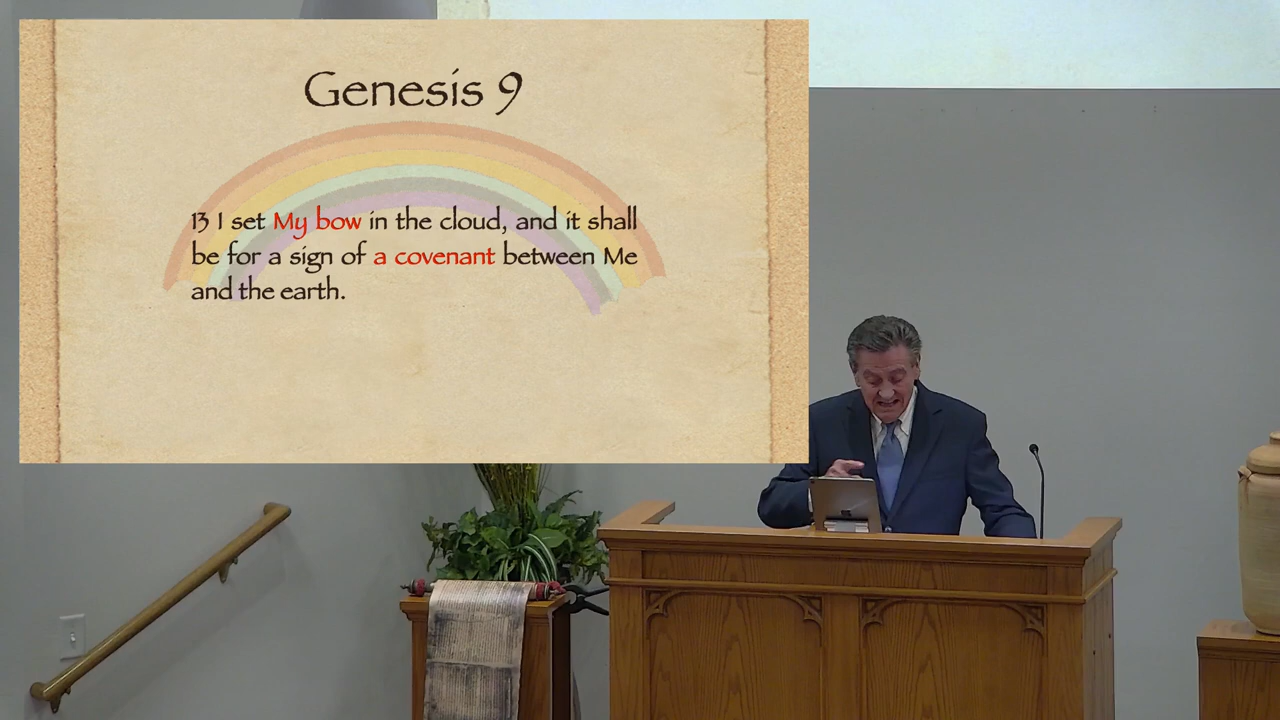 Genesis 9
13 I set My bow in the cloud, and it shall
be for a sign of a covenant between Me
and the earth.